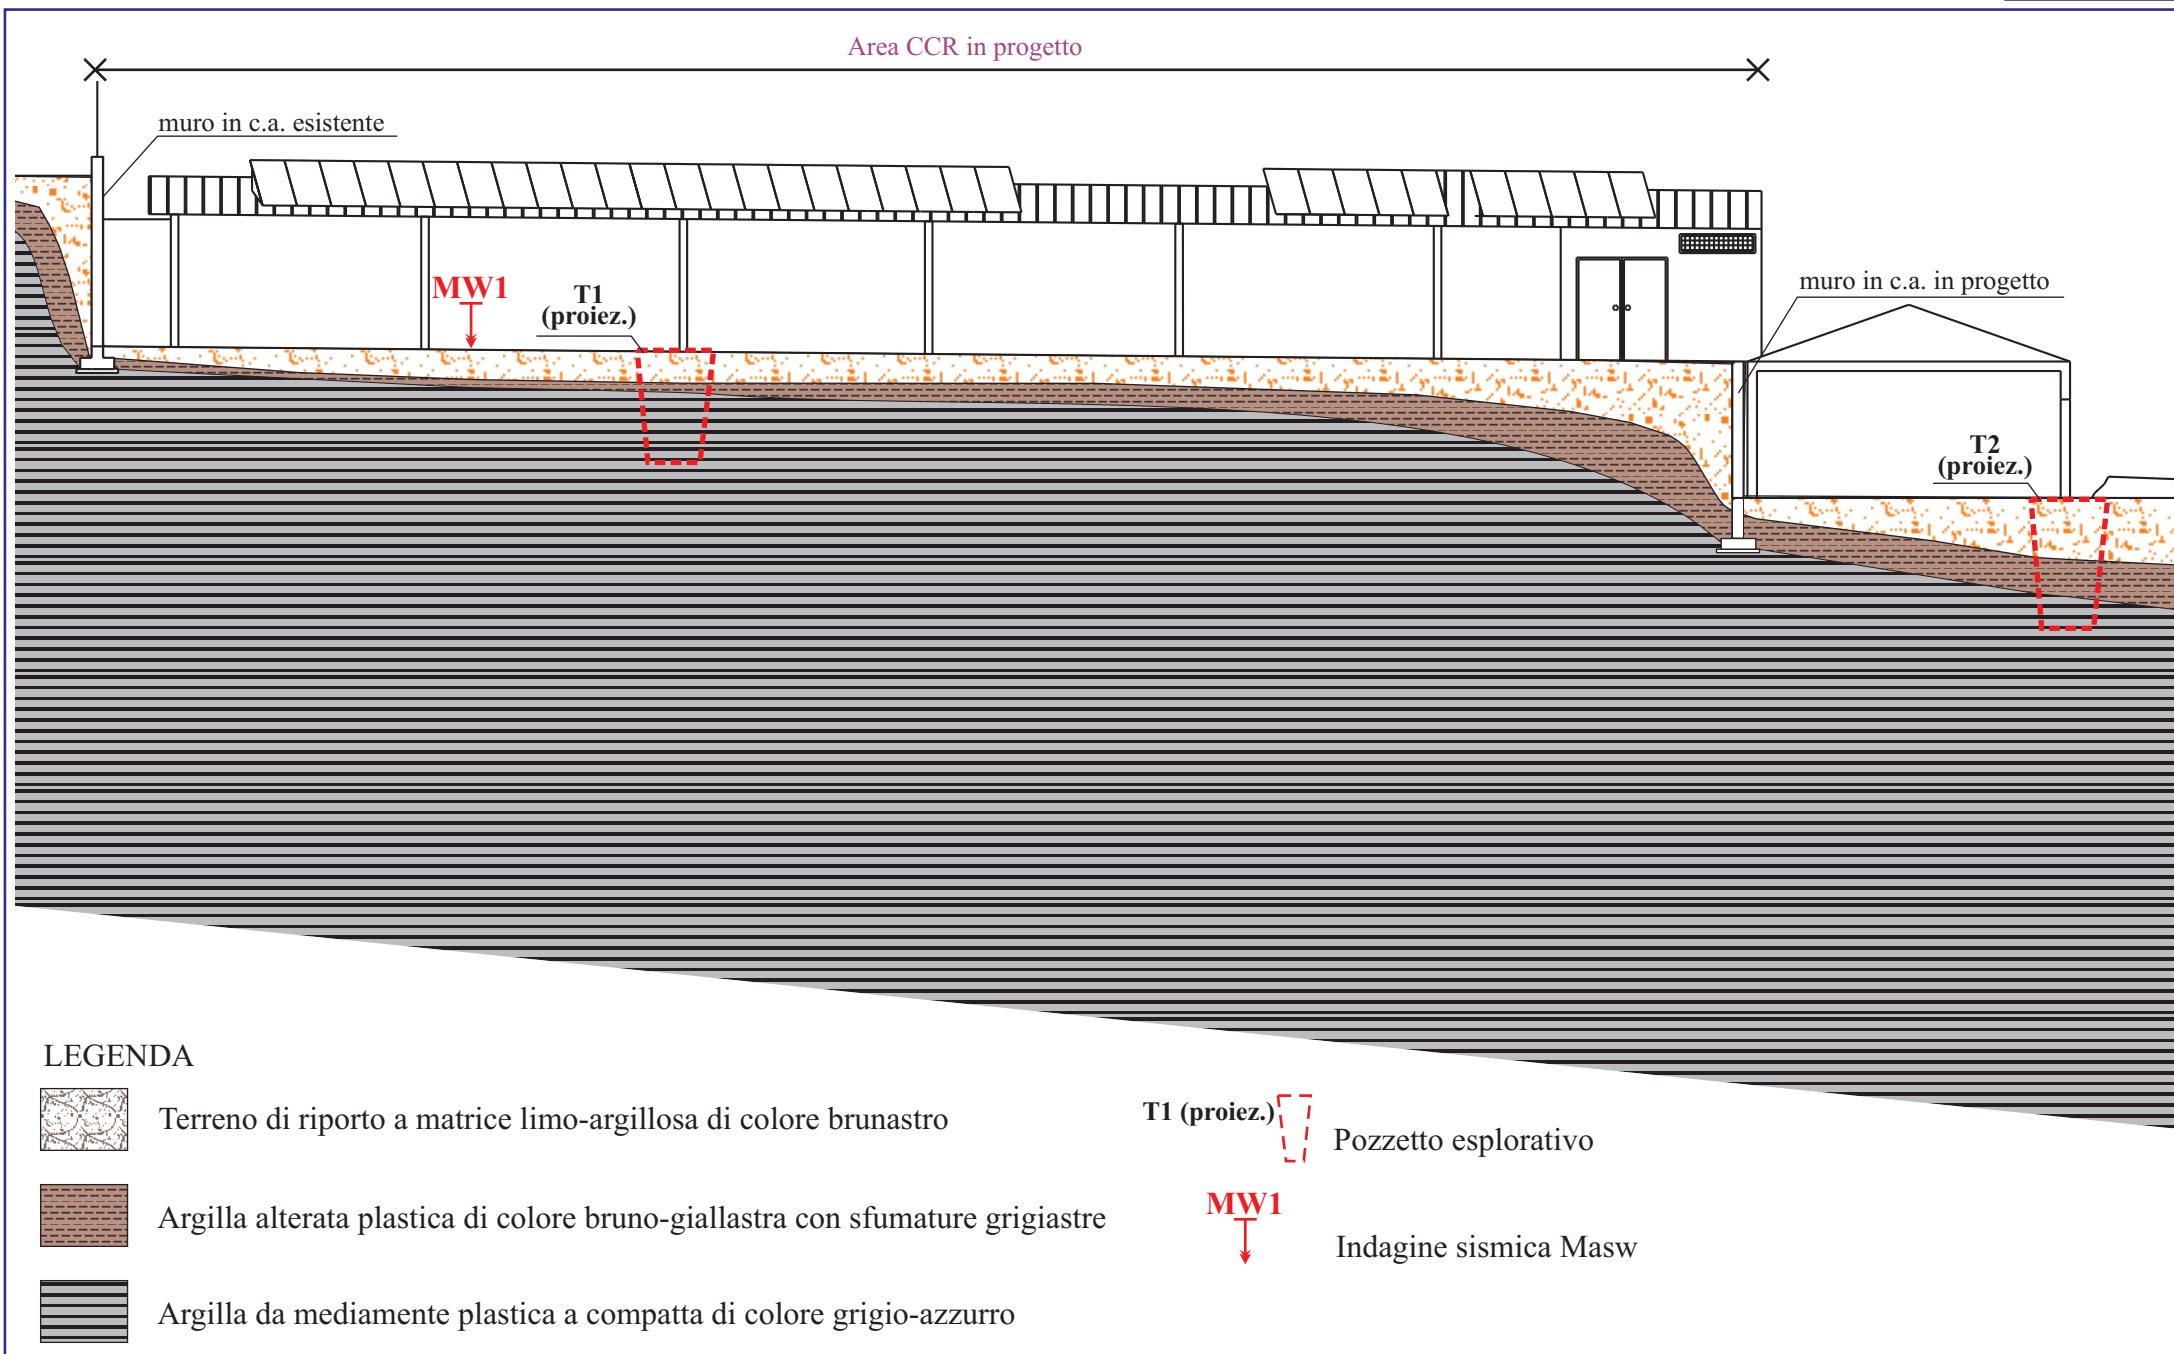 Area CCR in progetto
muro in c.a. esistente
MW1
T1
(proiez.)
muro in c.a. in progetto
T2
(proiez.)
LEGENDA
Terreno di riporto a matrice limo-argillosa di colore brunastro
Argilla alterata plastica di colore bruno-giallastra con sfumature grigiastre
Argilla da mediamente plastica a compatta di colore grigio-azzurro
T1 (proiez.)
Pozzetto esplorativo
MW1
Indagine sismica Masw